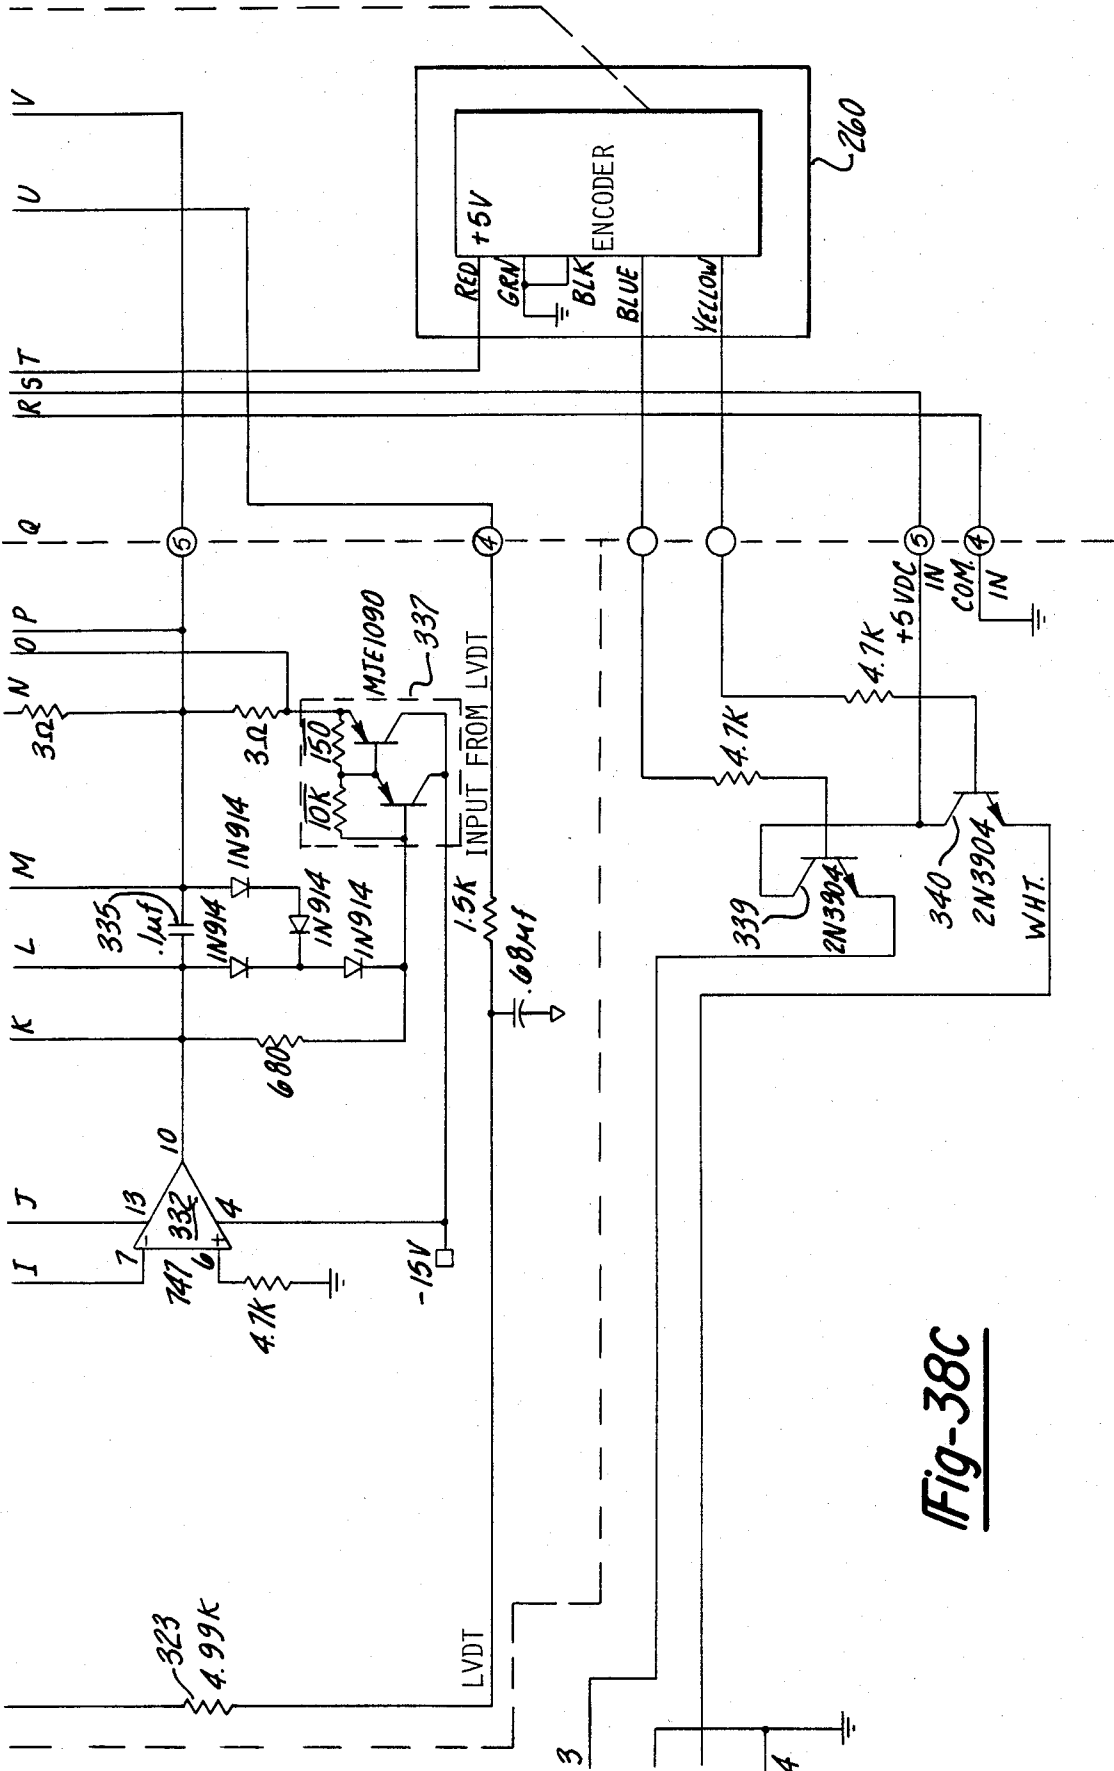 V
U
T
S
R
Q
P
O
N
M
L
K
J
I
260
ENCODER
+5V
RED
GRN
BLK
BLUE
YELLOW
5
4
5
4
+5VDC
IN
COM.
IN
3Ω
3Ω
MJE1090
337
150
10K
INPUT FROM LVDT
1N914
1N914
1N914
1N914
335
.1µf
680
1.5K
.68µf
10
13
332
4
7
747
6
-
+
4.7K
-15V
4.7K
4.7K
339
2N3904
340
2N3904
WHT.
323
4.99K
LVDT
3
4
Fig-38C